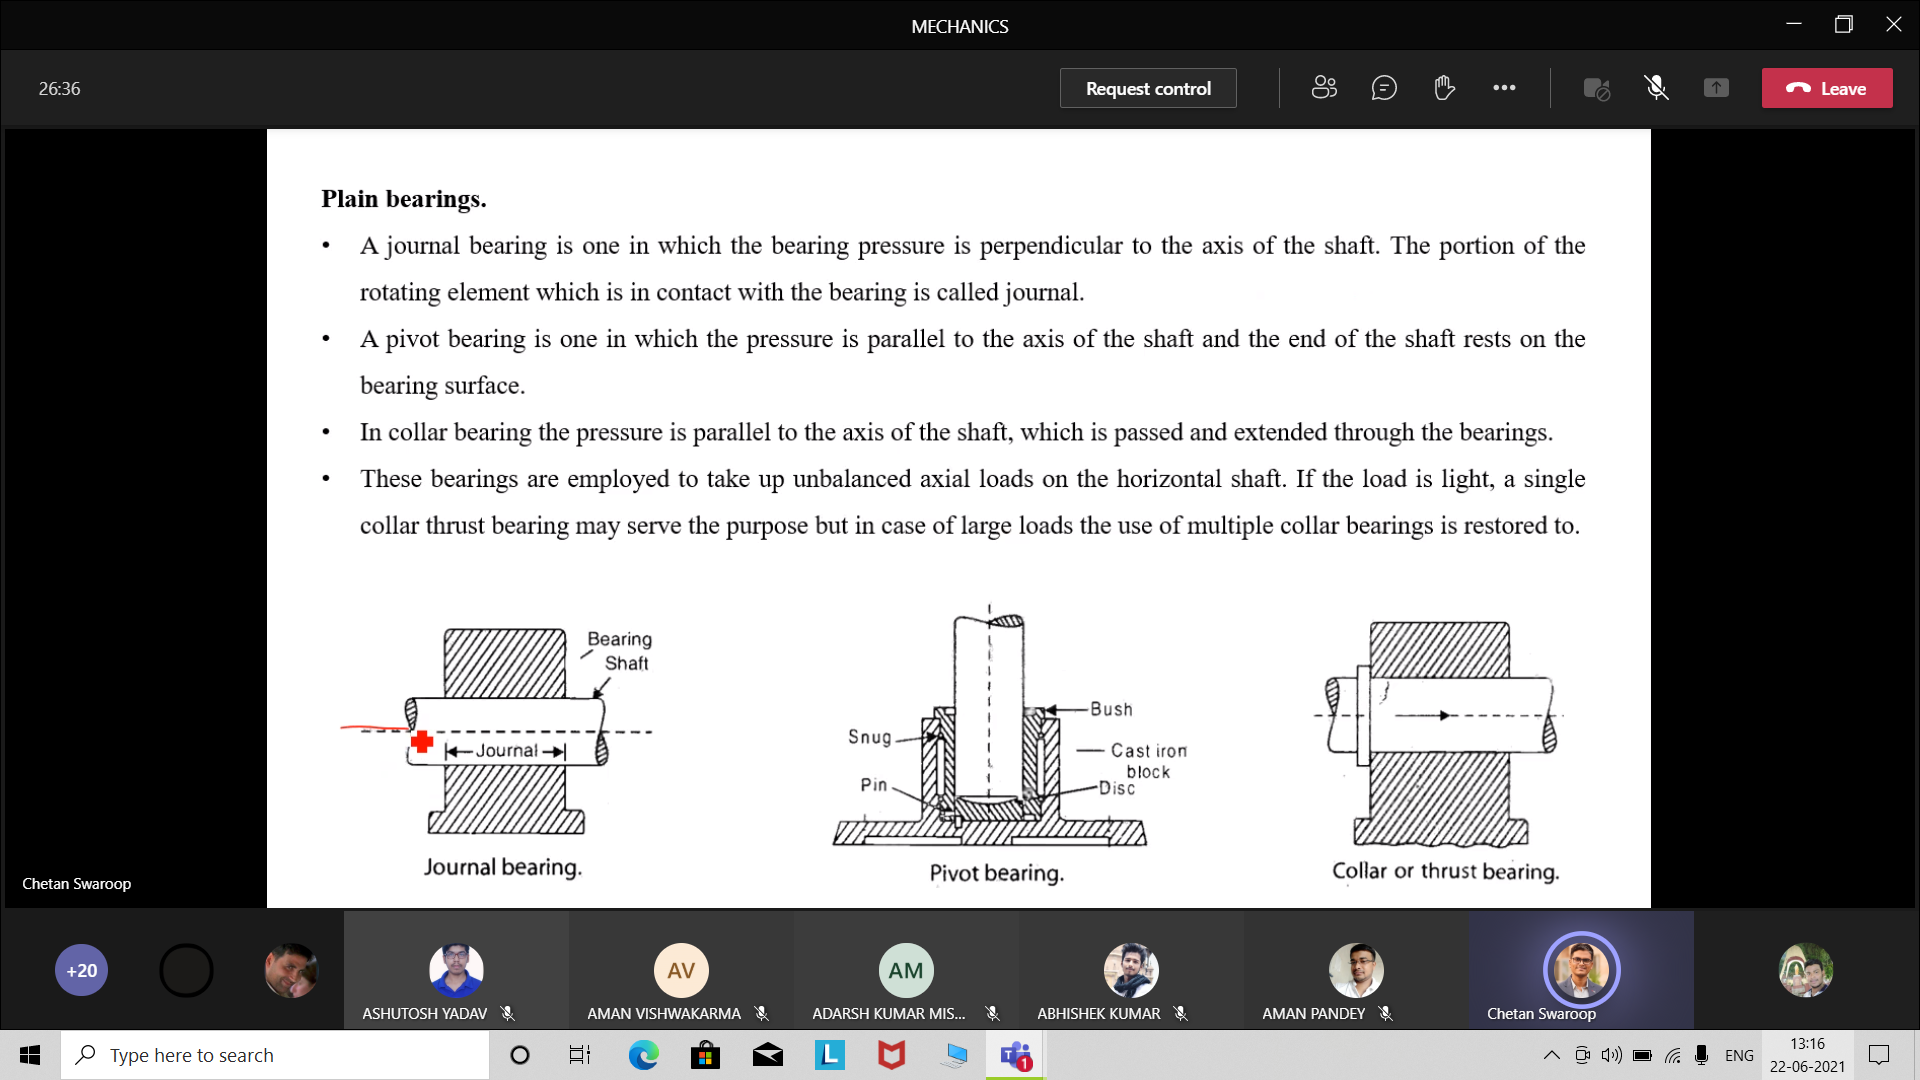 MECHANICS
26:36
Request control
Leave
Plain bearings.
• A journal bearing is one in which the bearing pressure is perpendicular to the axis of the shaft. The portion of the
rotating element which is in contact with the bearing is called journal.
• A pivot bearing is one in which the pressure is parallel to the axis of the shaft and the end of the shaft rests on the
bearing surface.
• In collar bearing the pressure is parallel to the axis of the shaft, which is passed and extended through the bearings.
• These bearings are employed to take up unbalanced axial loads on the horizontal shaft. If the load is light, a single
collar thrust bearing may serve the purpose but in case of large loads the use of multiple collar bearings is restored to.
Bearing
Shaft
Journal
Journal bearing.
Bush
Snug
Cast iron
block
Pin
Disc
Pivot bearing.
Collar or thrust bearing.
Chetan Swaroop
+20
ASHUTOSH YADAV
AV
AMAN VISHWAKARMA
AM
ADARSH KUMAR MIS...
ABHISHEK KUMAR
AMAN PANDEY
Chetan Swaroop
Type here to search
L
T
1
ENG
13:16
22-06-2021